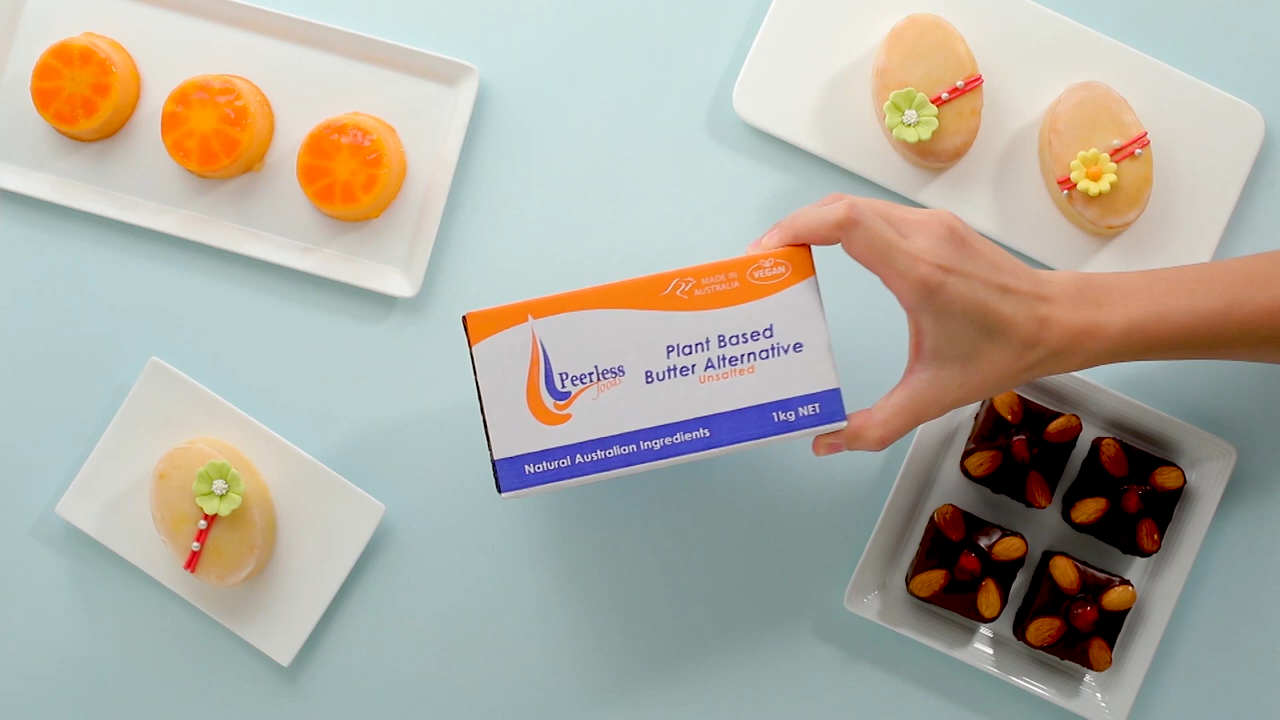 MADE IN
AUSTRALIA
VEGAN
Peerless
foods
Plant Based
Butter Alternative
Unsalted
Natural Australian Ingredients
1kg NET